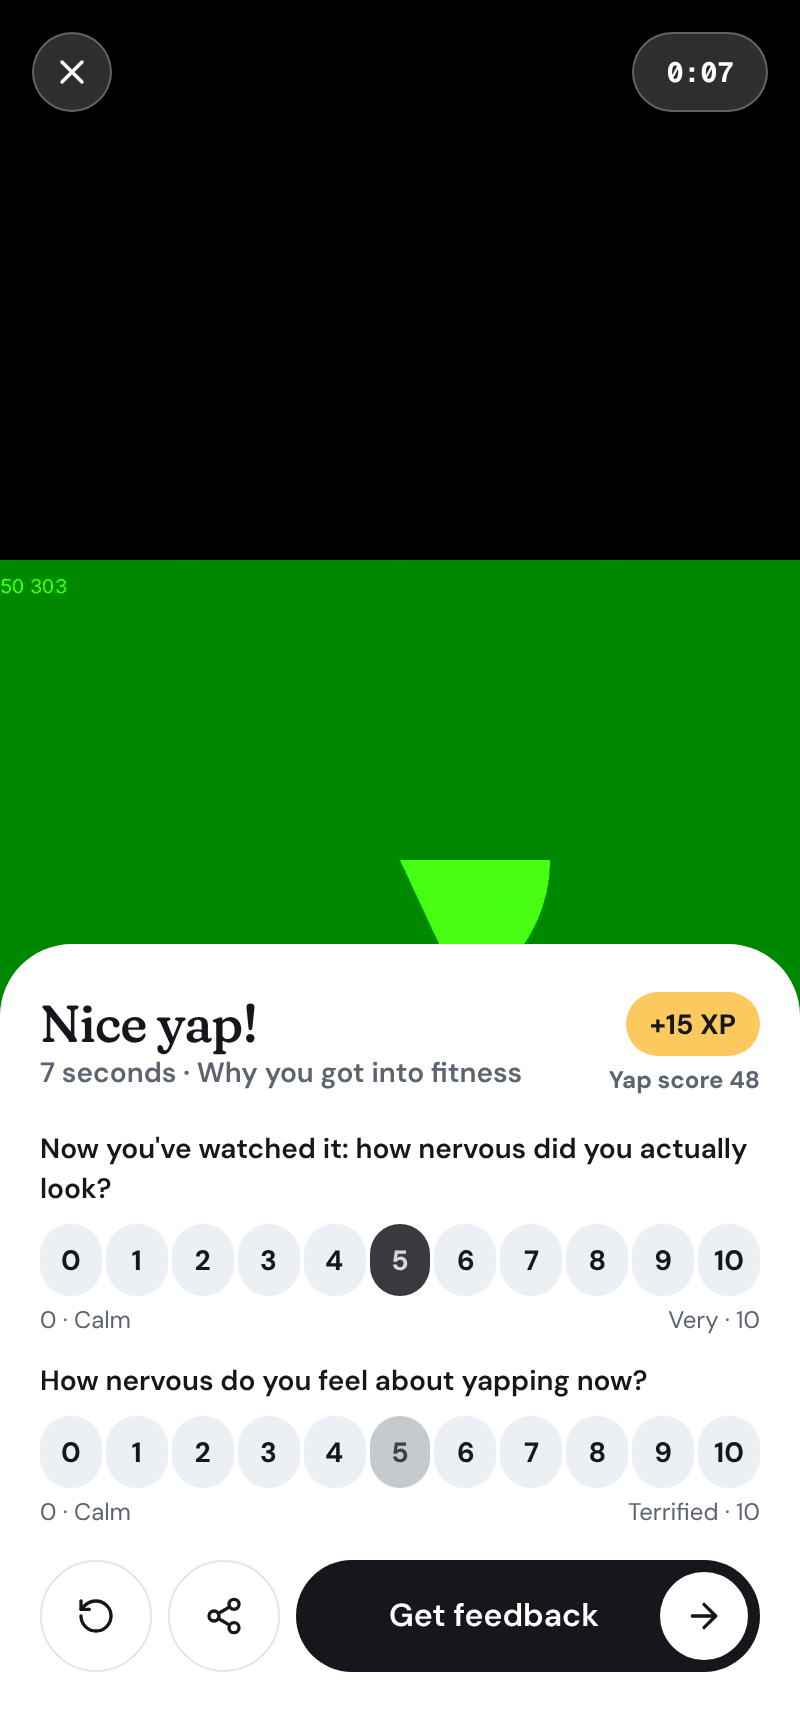 0:07
50 303
Nice yap!
+15 XP
7 seconds · Why you got into fitness
Yap score 48
Now you've watched it: how nervous did you actually
look?
0 1 2 3 4 5 6 7 8 9 10
0 · Calm
Very · 10
How nervous do you feel about yapping now?
0 1 2 3 4 5 6 7 8 9 10
0 · Calm
Terrified · 10
Get feedback